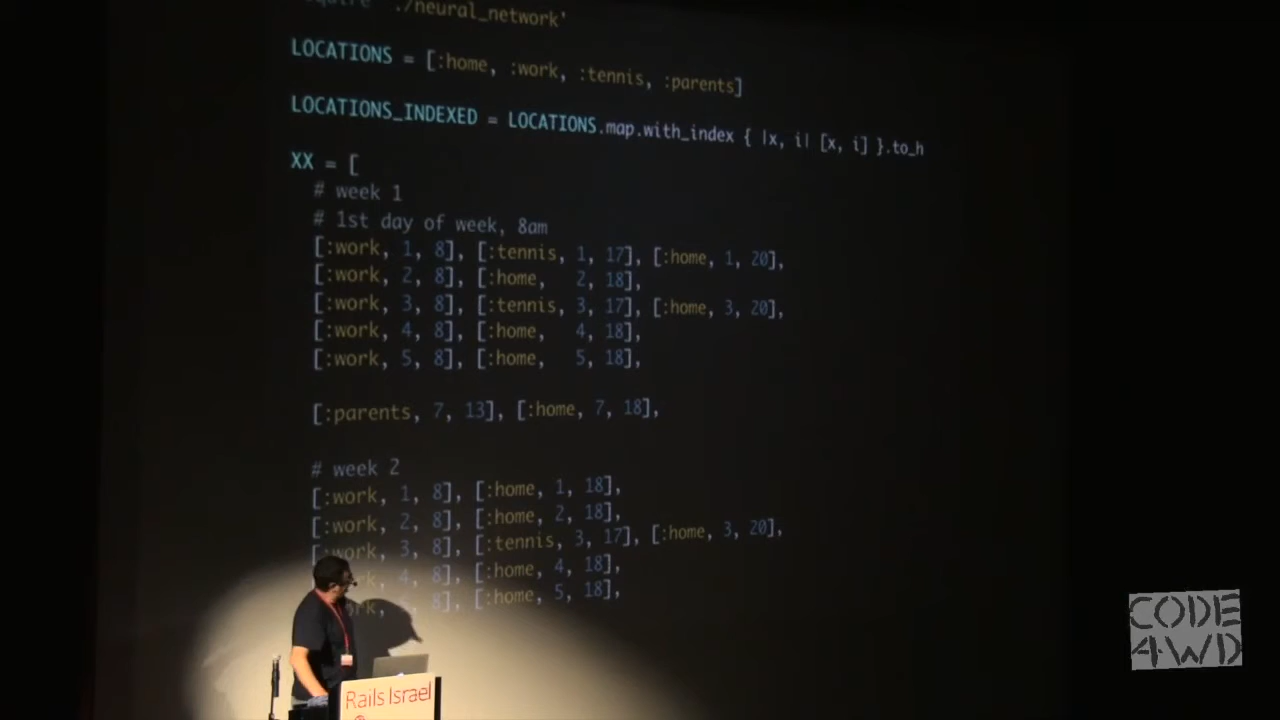 ./neural_network'
LOCATIONS = [:home, :work, :tennis, :parents]
LOCATIONS_INDEXED = LOCATIONS.map.with_index { |x, i| [x, i] }.to_h
XX = [
# week 1
# 1st day of week, 8am
[:work, 1, 8], [:tennis, 1, 17], [:home, 1, 20],
[:work, 2, 8], [:home, 2, 18],
[:work, 3, 8], [:tennis, 3, 17], [:home, 3, 20],
[:work, 4, 8], [:home, 4, 18],
[:work, 5, 8], [:home, 5, 18],
[:parents, 7, 13], [:home, 7, 18],
# week 2
[:work, 1, 8], [:home, 1, 18],
[:work, 2, 8], [:home, 2, 18],
[:work, 3, 8], [:tennis, 3, 17], [:home, 3, 20],
4, 8], [:home, 4, 18],
8], [:home, 5, 18],
Rails Israel
CODE
4WD